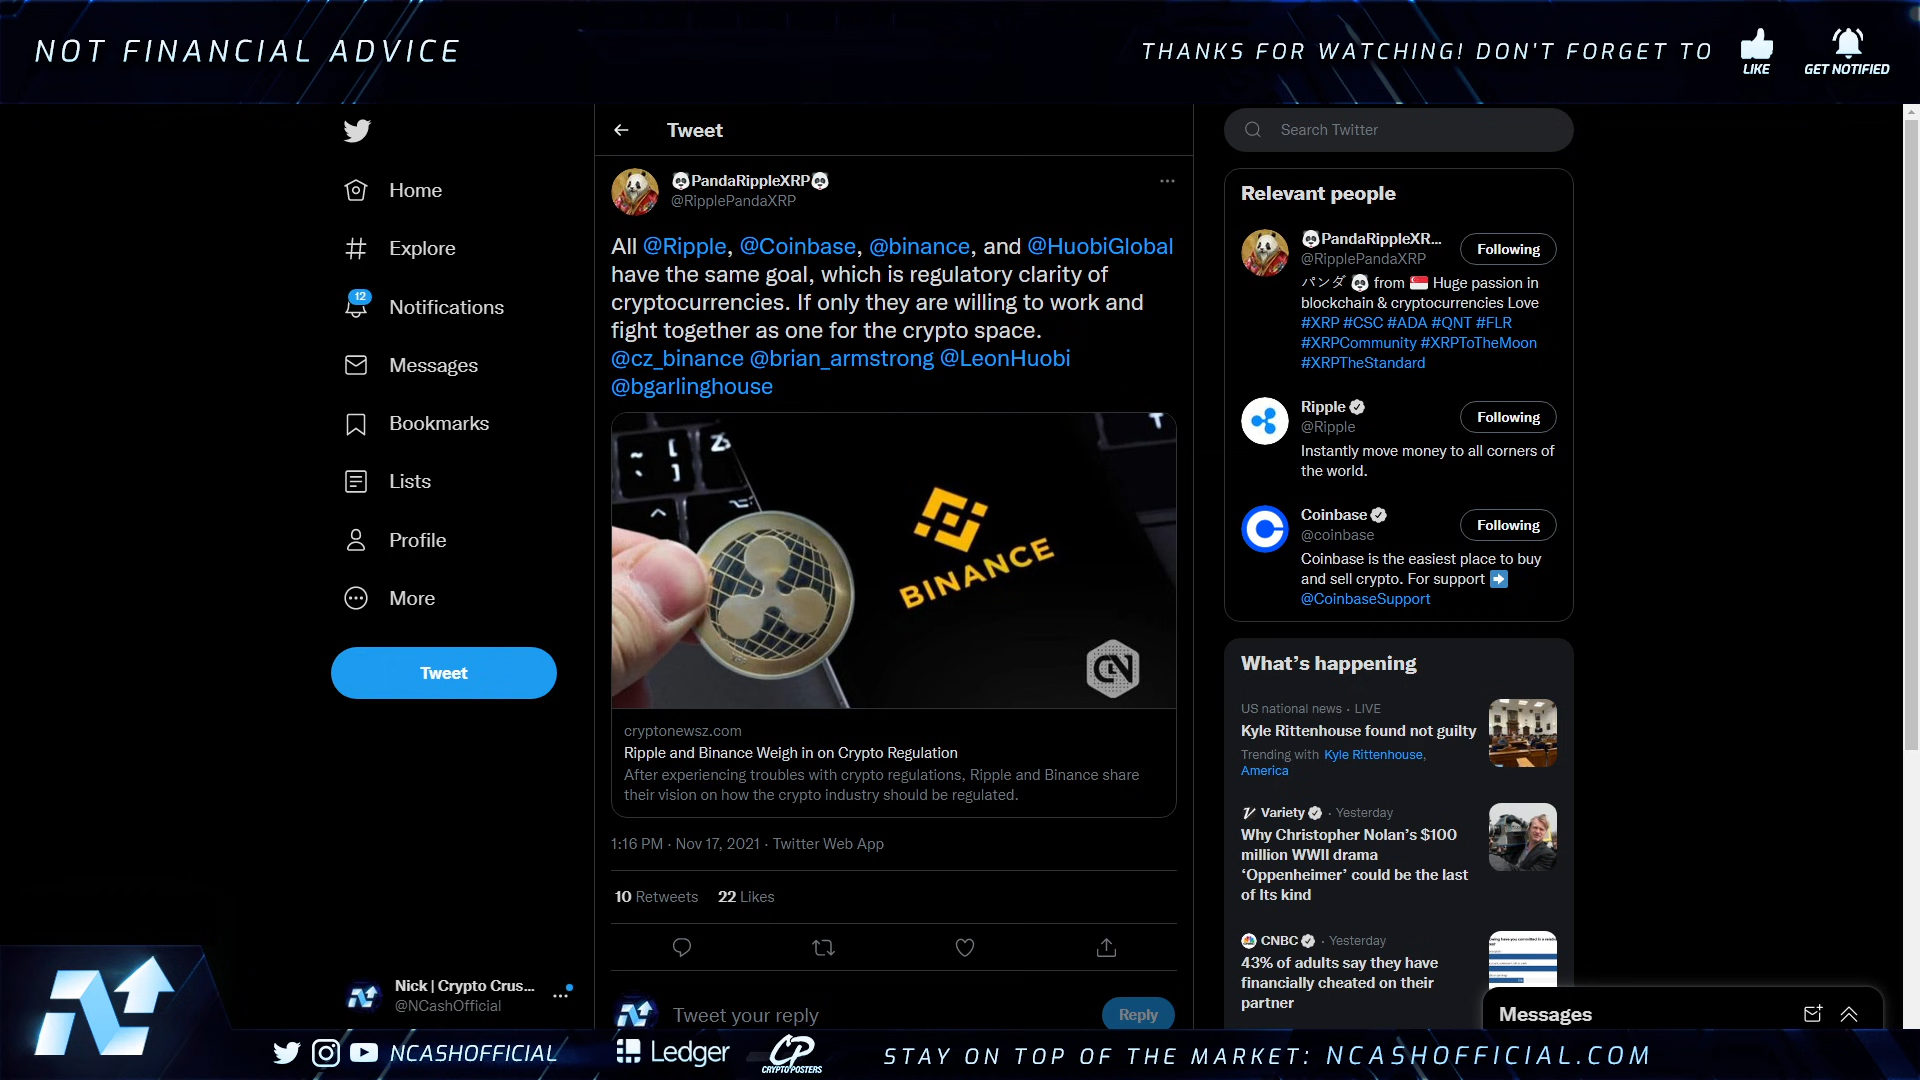 NOT FINANCIAL ADVICE
THANKS FOR WATCHING! DON'T FORGET TO
LIKE
GET NOTIFIED
Home
Explore
12
Notifications
Messages
Bookmarks
Lists
Profile
More
Tweet
Nick | Crypto Crus...
@NCashOfficial
Tweet
🐼PandaRippleXRP🐼
@RipplePandaXRP
All @Ripple, @Coinbase, @binance, and @HuobiGlobal
have the same goal, which is regulatory clarity of
cryptocurrencies. If only they are willing to work and
fight together as one for the crypto space.
@cz_binance @brian_armstrong @LeonHuobi
@bgarlinghouse
BINANCE
cryptonewsz.com
Ripple and Binance Weigh in on Crypto Regulation
After experiencing troubles with crypto regulations, Ripple and Binance share
their vision on how the crypto industry should be regulated.
1:16 PM · Nov 17, 2021 · Twitter Web App
10 Retweets 22 Likes
Tweet your reply
Reply
Search Twitter
Relevant people
🐼PandaRippleXR...
@RipplePandaXRP
Following
パンダ 🐼 from 🇸🇬 Huge passion in
blockchain & cryptocurrencies Love
#XRP #CSC #ADA #QNT #FLR
#XRPCommunity #XRPToTheMoon
#XRPTheStandard
Ripple
@Ripple
Following
Instantly move money to all corners of
the world.
Coinbase
@coinbase
Following
Coinbase is the easiest place to buy
and sell crypto. For support ➡️
@CoinbaseSupport
What's happening
US national news · LIVE
Kyle Rittenhouse found not guilty
Trending with Kyle Rittenhouse,
America
Variety · Yesterday
Why Christopher Nolan's $100
million WWII drama
'Oppenheimer' could be the last
of Its kind
CNBC · Yesterday
43% of adults say they have
financially cheated on their
partner
Messages
NCASHOFFICIAL
Ledger
CP
CRYPTO POSTERS
STAY ON TOP OF THE MARKET: NCASHOFFICIAL.COM